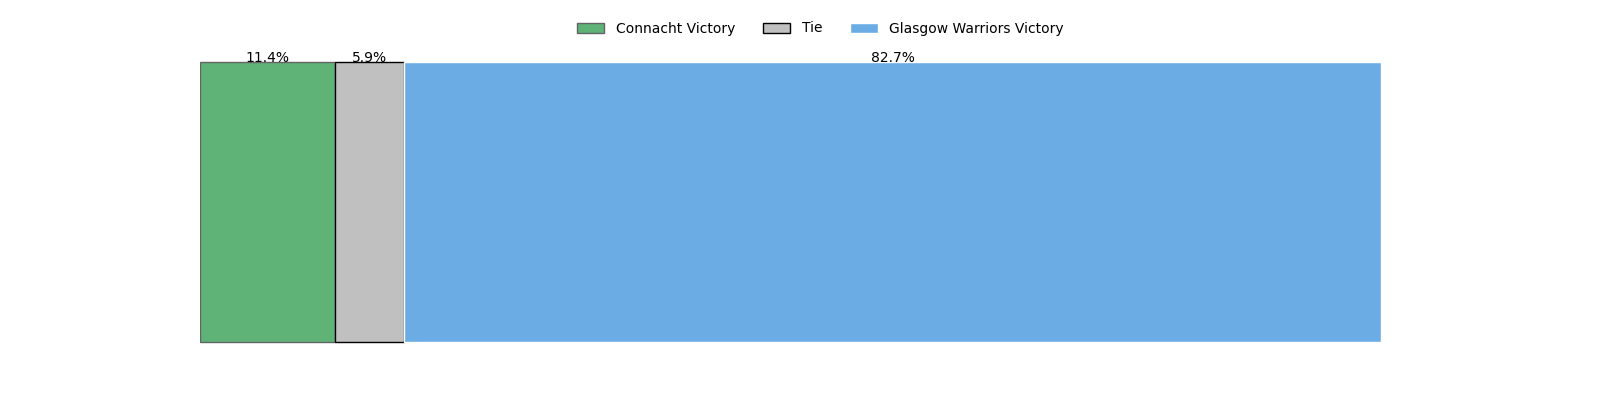 Connacht Victory Tie Glasgow Warriors Victory
11.4% 5.9% 82.7%